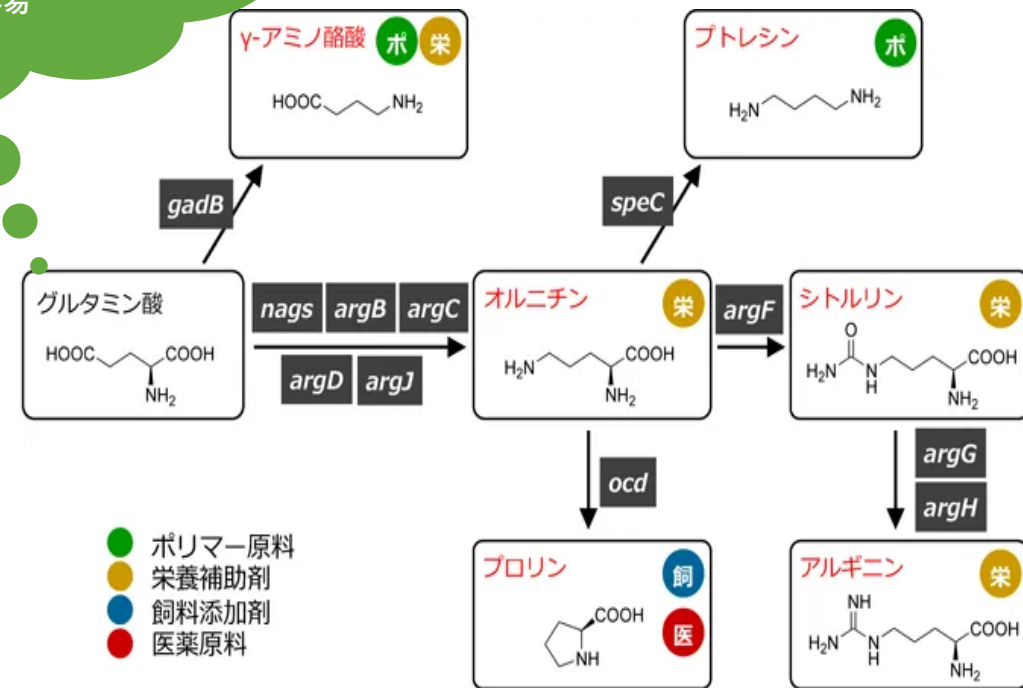 易
γ-アミノ酪酸 ポ 栄
HOOC NH2
プトレシン ポ
H2N NH2
gadB
speC
グルタミン酸
HOOC COOH
NH2
nags argB argC
argD argJ
オルニチン 栄
H2N COOH
NH2
argF
シトルリン 栄
O
H2N N H COOH
NH2
ocd
argG
argH
ポリマー原料
栄養補助剤
飼料添加剤
医薬原料
プロリン 飼
医
COOH
NH
アルギニン 栄
NH
H2N N H COOH
NH2